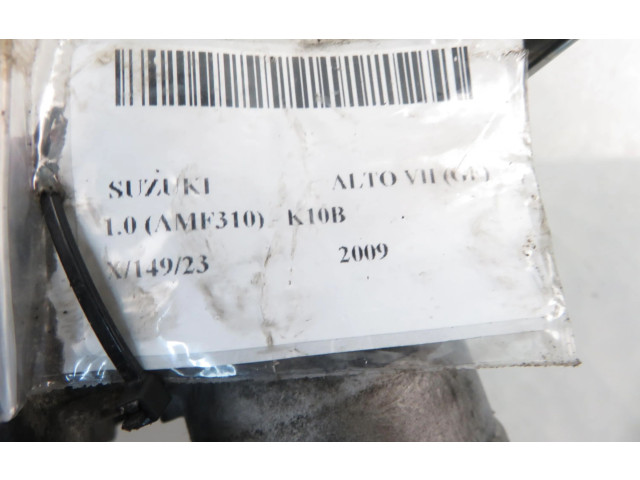 SUZUKI ALTO VII (GF)
1.0 (AMF310) - K10B
X/149/23 2009